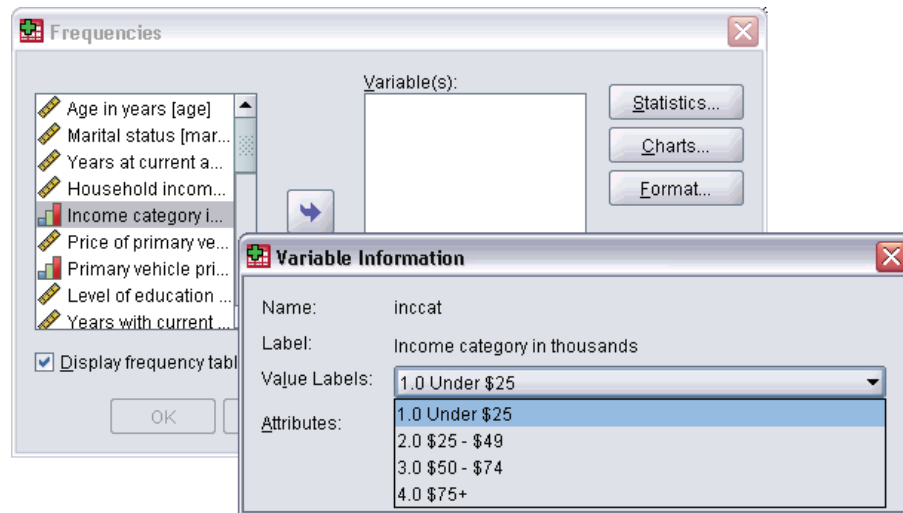 Frequencies
Variable(s):
Age in years [age]
Marital status [mar...
Years at current a...
Household incom...
Income category i...
Price of primary ve...
Primary vehicle pri...
Level of education ...
Years with current ...
Statistics...
Charts...
Format...
Display frequency tabl
OK
Variable Information
Name: inccat
Label: Income category in thousands
Value Labels: 1.0 Under $25
Attributes:
1.0 Under $25
2.0 $25 - $49
3.0 $50 - $74
4.0 $75+